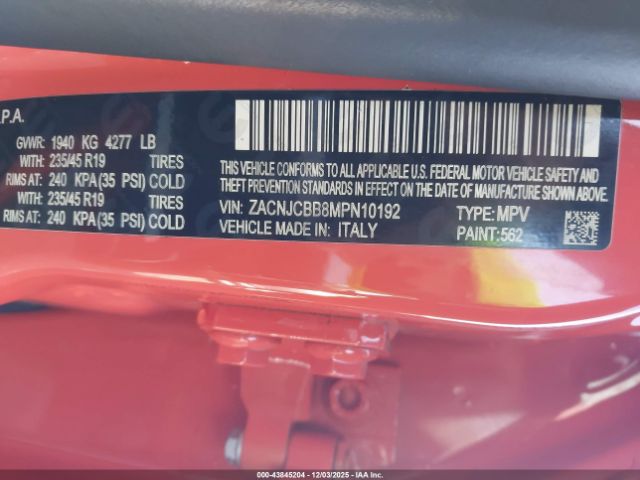 .P.A.
GVWR: 1940 KG 4277 LB
WITH: 235/45 R19 TIRES
RIMS AT: 240 KPA(35 PSI) COLD
WITH: 235/45 R19 TIRES
RIMS AT: 240 KPA(35 PSI) COLD
THIS VEHICLE CONFORMS TO ALL APPLICABLE U.S. FEDERAL MOTOR VEHICLE SAFETY AND
THEFT PREVENTION STANDARDS IN EFFECT ON THE DATE OF MANUFACTURE SHOWN ABOVE.
VIN: ZACNJCBB8MPN10192 TYPE: MPV
VEHICLE MADE IN: ITALY PAINT: 562
000-43845204 - 12/03/2025 - IAA Inc.